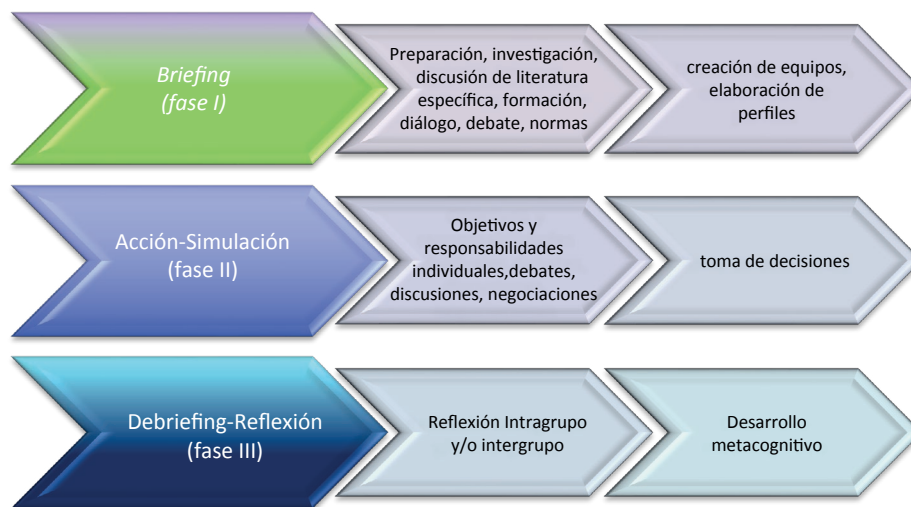 Briefing
(fase I)
Preparación, investigación,
discusión de literatura
específica, formación,
diálogo, debate, normas
creación de equipos,
elaboración de
perfiles
Acción-Simulación
(fase II)
Objetivos y
responsabilidades
individuales,debates,
discusiones, negociaciones
toma de decisiones
Debriefing-Reflexión
(fase III)
Reflexión Intragrupo
y/o intergrupo
Desarrollo
metacognitivo